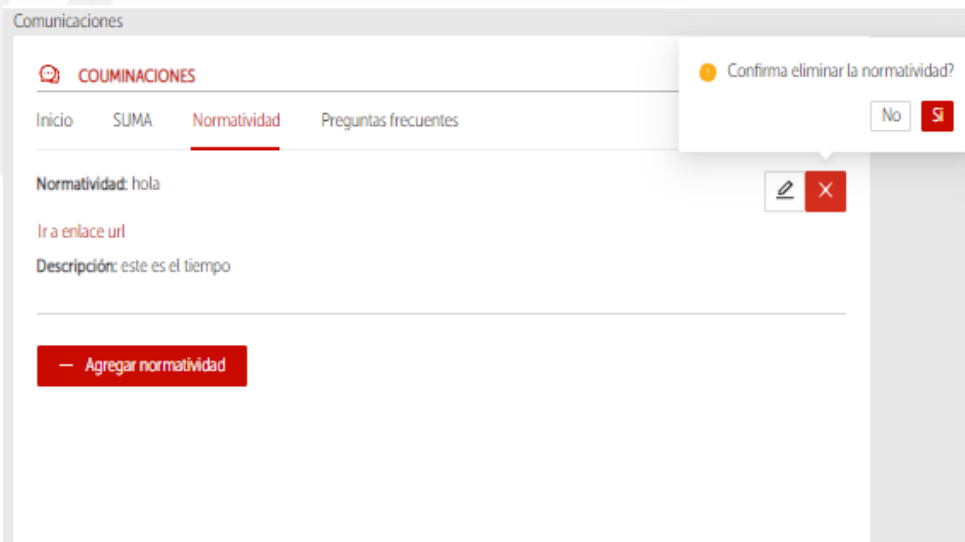 Comunicaciones
COUMINACIONES
Confirma eliminar la normatividad?
No Si
Inicio SUMA Normatividad Preguntas frecuentes
Normatividad: hola
Ir a enlace url
Descripción: este es el tiempo
Agregar normatividad